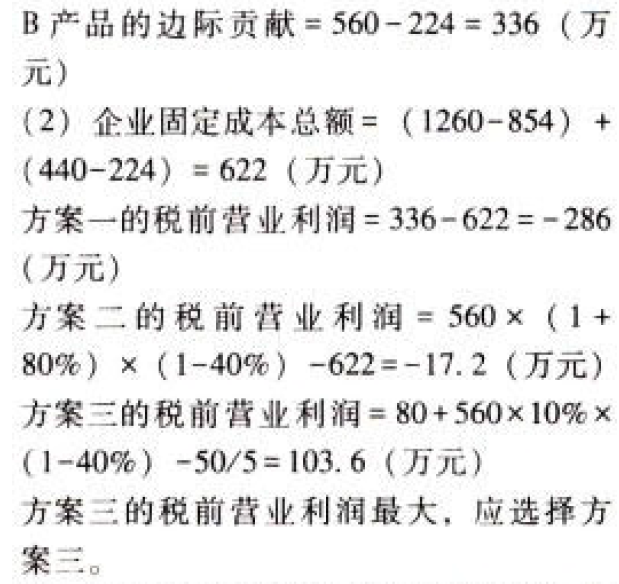 B产品的边际贡献=560-224=336（万
元）
（2）企业固定成本总额=（1260-854）+
（440-224）=622（万元）
方案一的税前营业利润=336-622=-286
（万元）
方案二的税前营业利润=560×（1+
80%）×（1-40%）-622=-17.2（万元）
方案三的税前营业利润=80+560×10%×
（1-40%）-50/5=103.6（万元）
方案三的税前营业利润最大，应选择方
案三。